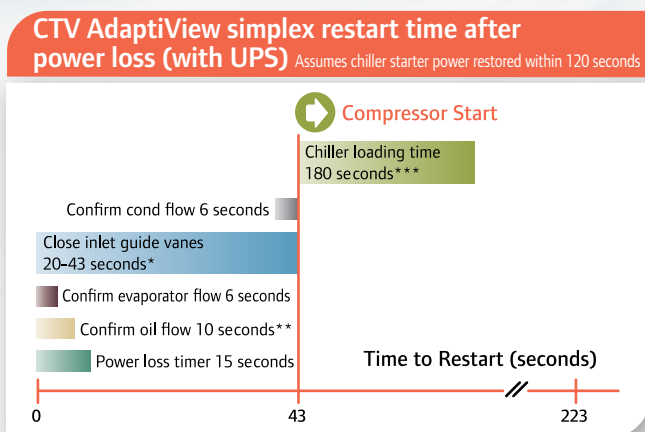 CTV AdaptiView simplex restart time after
power loss (with UPS) Assumes chiller starter power restored within 120 seconds
Compressor Start
Chiller loading time
180 seconds***
Confirm cond flow 6 seconds
Close inlet guide vanes
20-43 seconds*
Confirm evaporator flow 6 seconds
Confirm oil flow 10 seconds**
Power loss timer 15 seconds
Time to Restart (seconds)
0
43
223